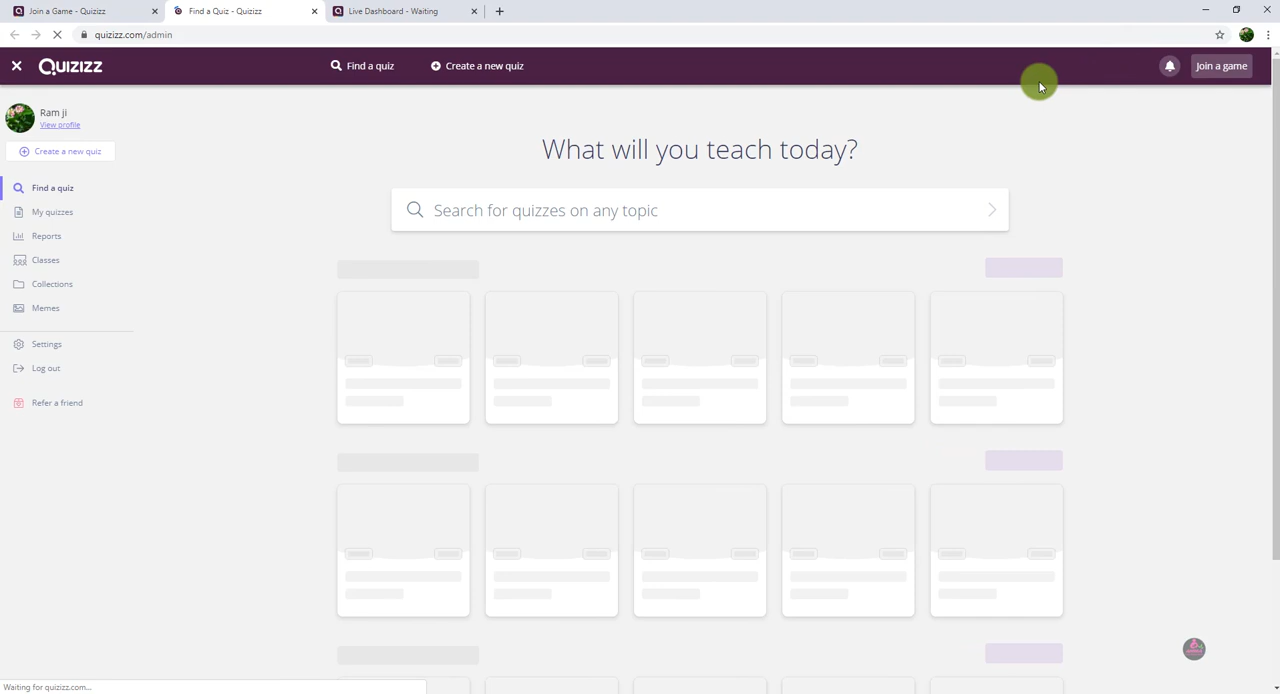 Join a Game - Quizizz
Find a Quiz - Quizizz
Live Dashboard - Waiting
quizizz.com/admin
Quizizz
Find a quiz
Create a new quiz
Join a game
Ram ji
View profile
Create a new quiz
Find a quiz
My quizzes
Reports
Classes
Collections
Memes
Settings
Log out
Refer a friend
What will you teach today?
Search for quizzes on any topic
Waiting for quizizz.com...